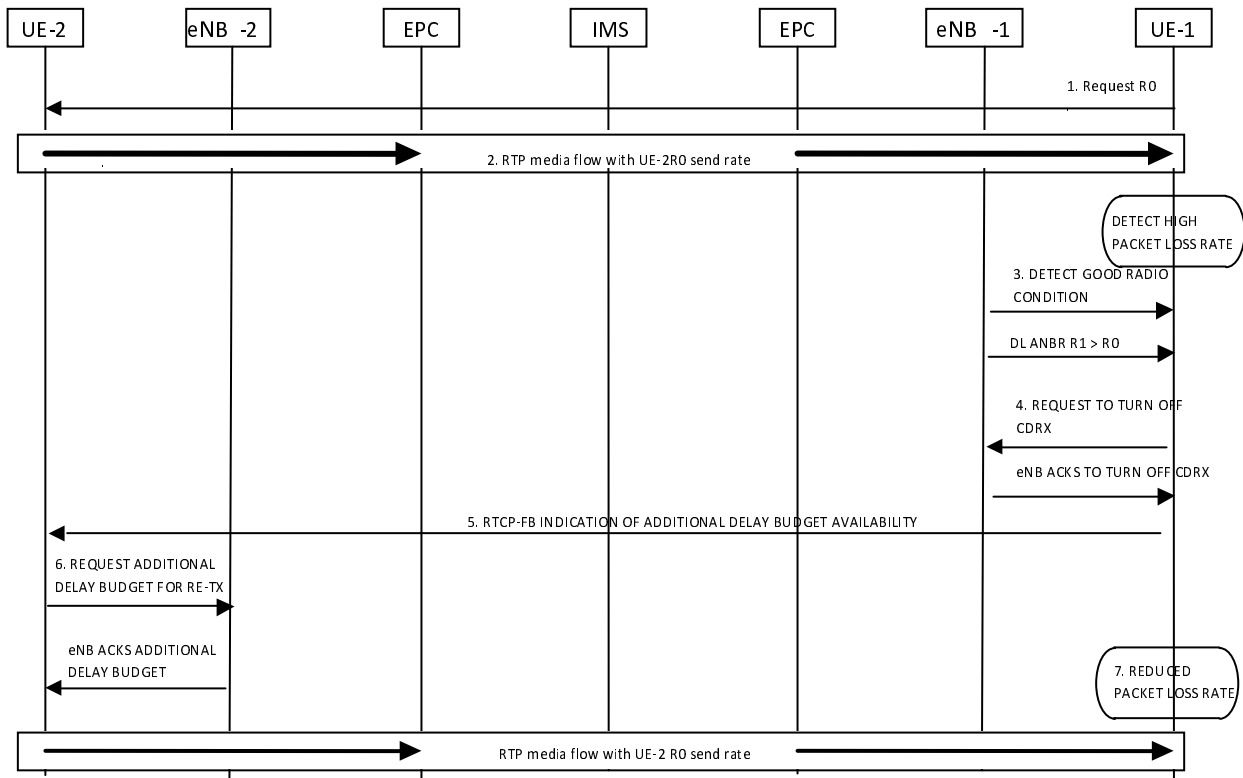 UE-2
eNB -2
EPC
IMS
EPC
eNB -1
UE-1
1. Request R0
2. RTP media flow with UE-2R0 send rate
DETECT HIGH
PACKET LOSS RATE
3. DETECT GOOD RADIO
CONDITION
DL ANBR R1 > R0
4. REQUEST TO TURN OFF
CDRX
eNB ACKS TO TURN OFF CDRX
5. RTCP-FB INDICATION OF ADDITIONAL DELAY BUDGET AVAILABILITY
6. REQUEST ADDITIONAL
DELAY BUDGET FOR RE-TX
eNB ACKS ADDITIONAL
DELAY BUDGET
7. REDUCED
PACKET LOSS RATE
RTP media flow with UE-2 R0 send rate